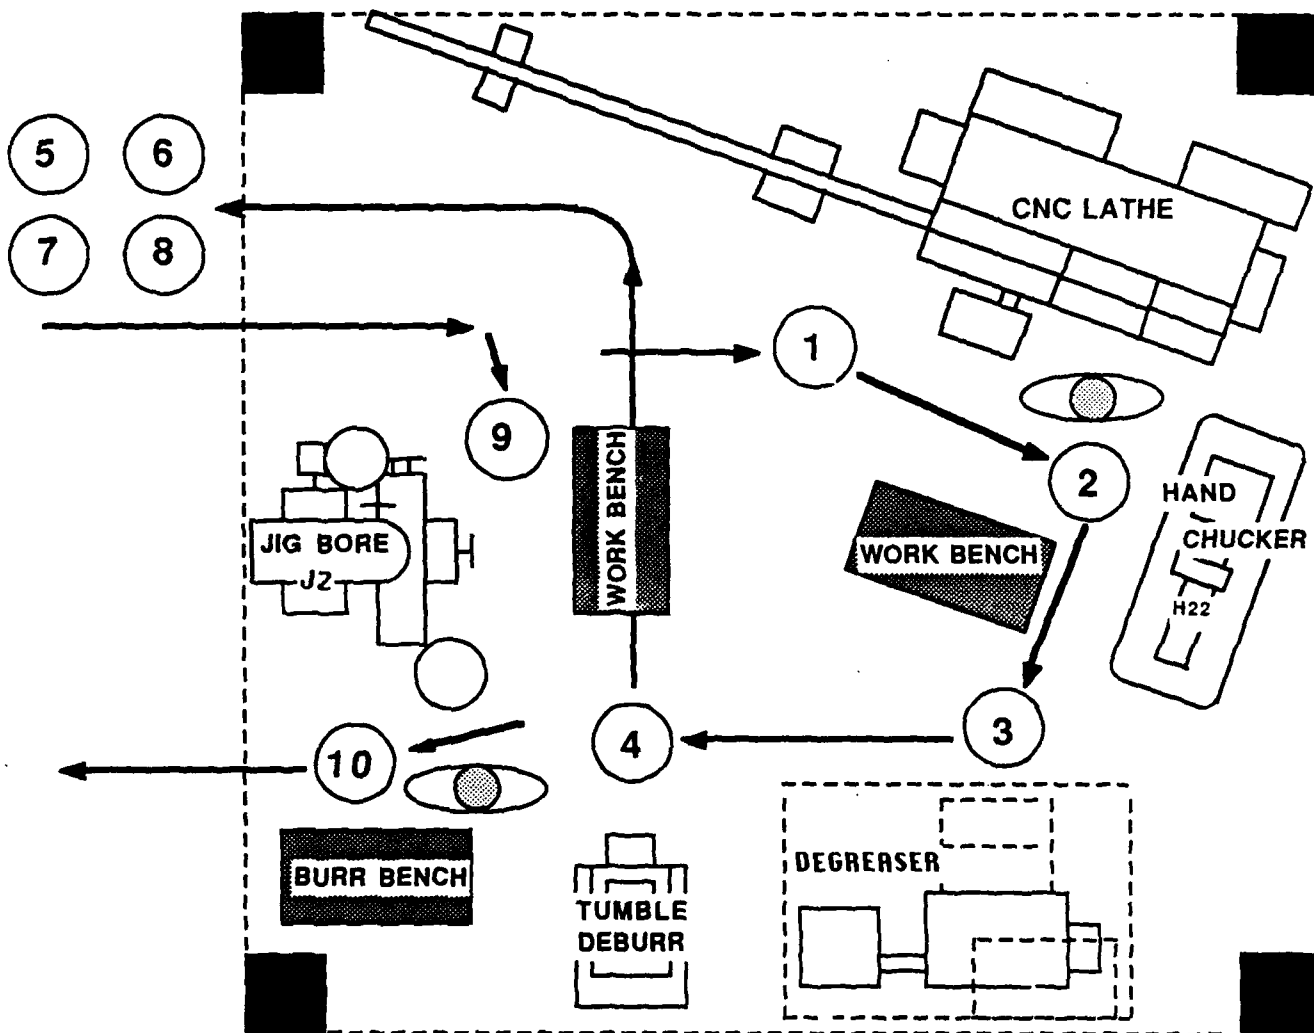 5
6
CNC LATHE
7
8
1
9
WORK BENCH
2
HAND
CHUCKER
H22
JIG BORE
J2
WORK BENCH
3
4
10
BURR BENCH
TUMBLE
DEBURR
DEGREASER